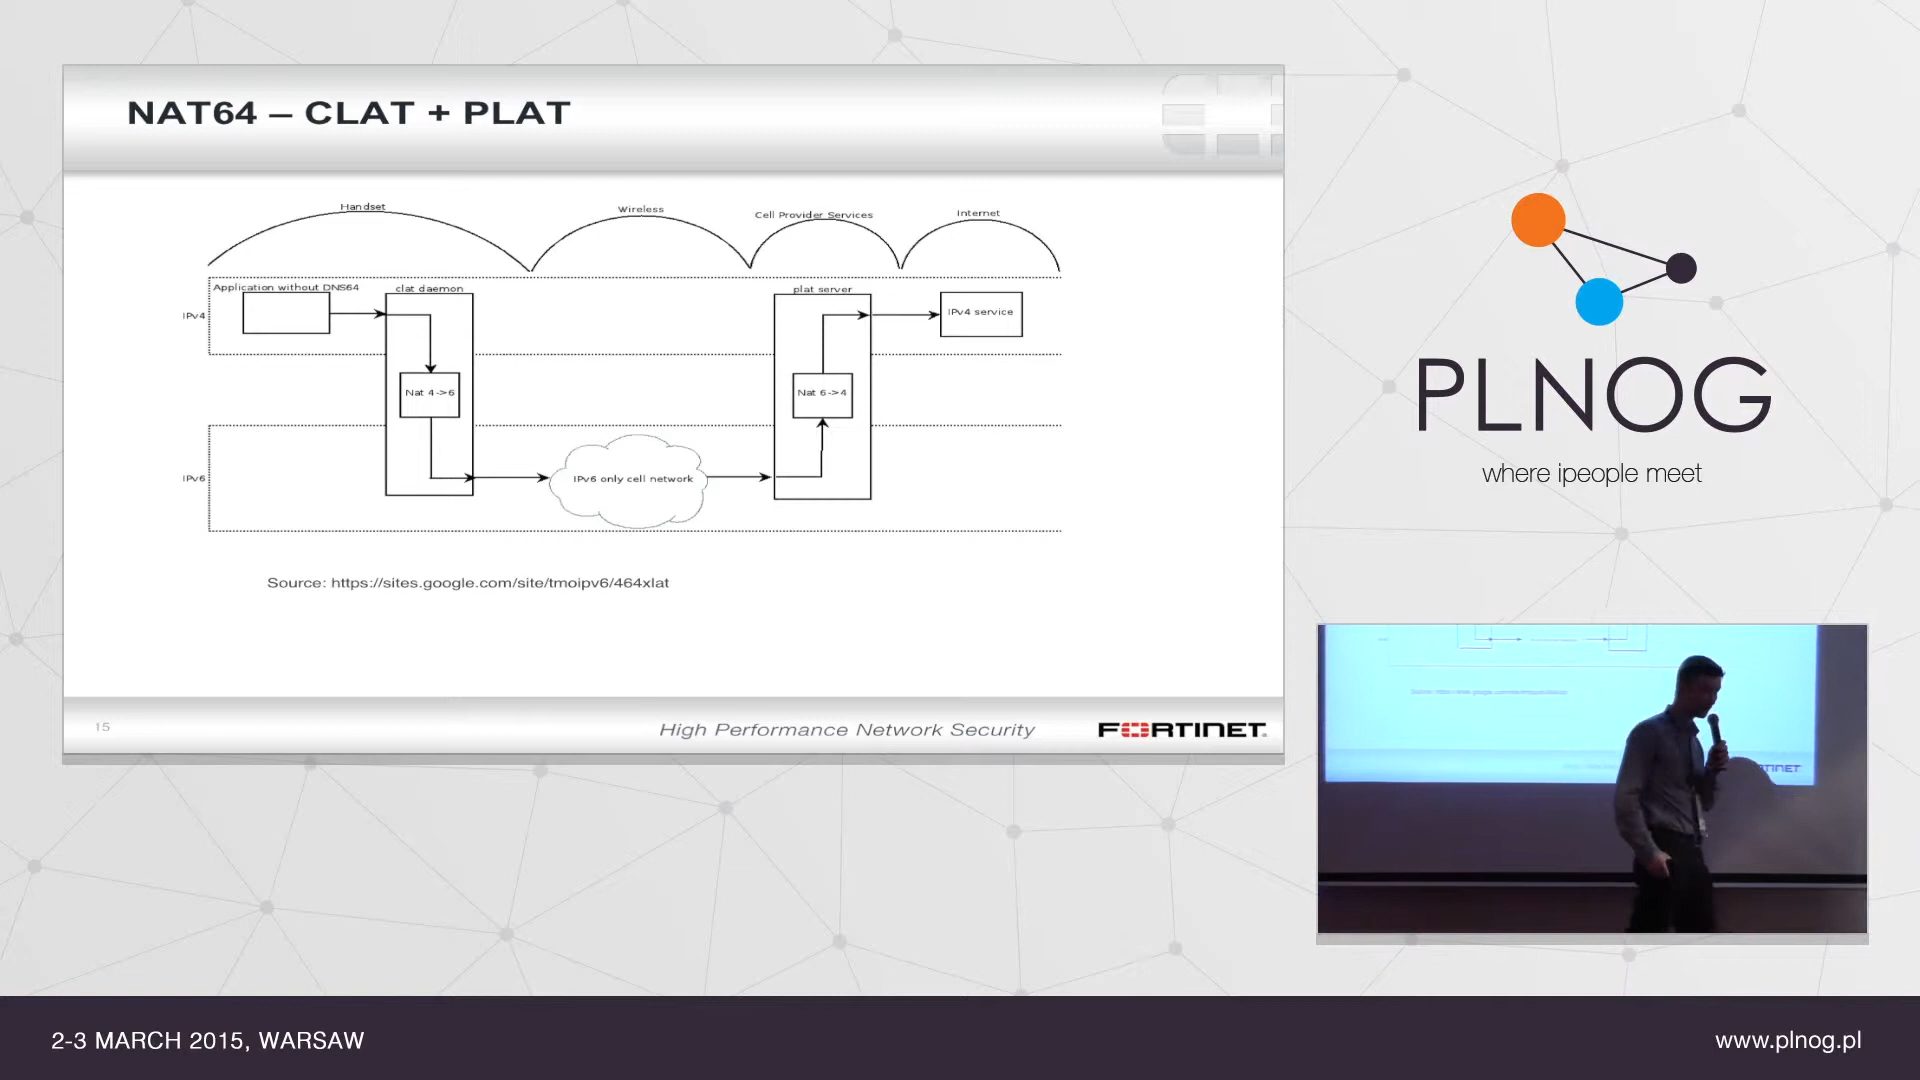 NAT64 – CLAT + PLAT
Handset
Wireless
Cell Provider Services
Internet
Application without DNS64
clat daemon
plat server
IPv4
IPv4 service
Nat 4->6
Nat 6->4
IPv6
IPv6 only cell network
Source: https://sites.google.com/site/tmoipv6/464xlat
15
High Performance Network Security
FORTINET
PLNOG
where ipeople meet
2-3 MARCH 2015, WARSAW
www.plnog.pl